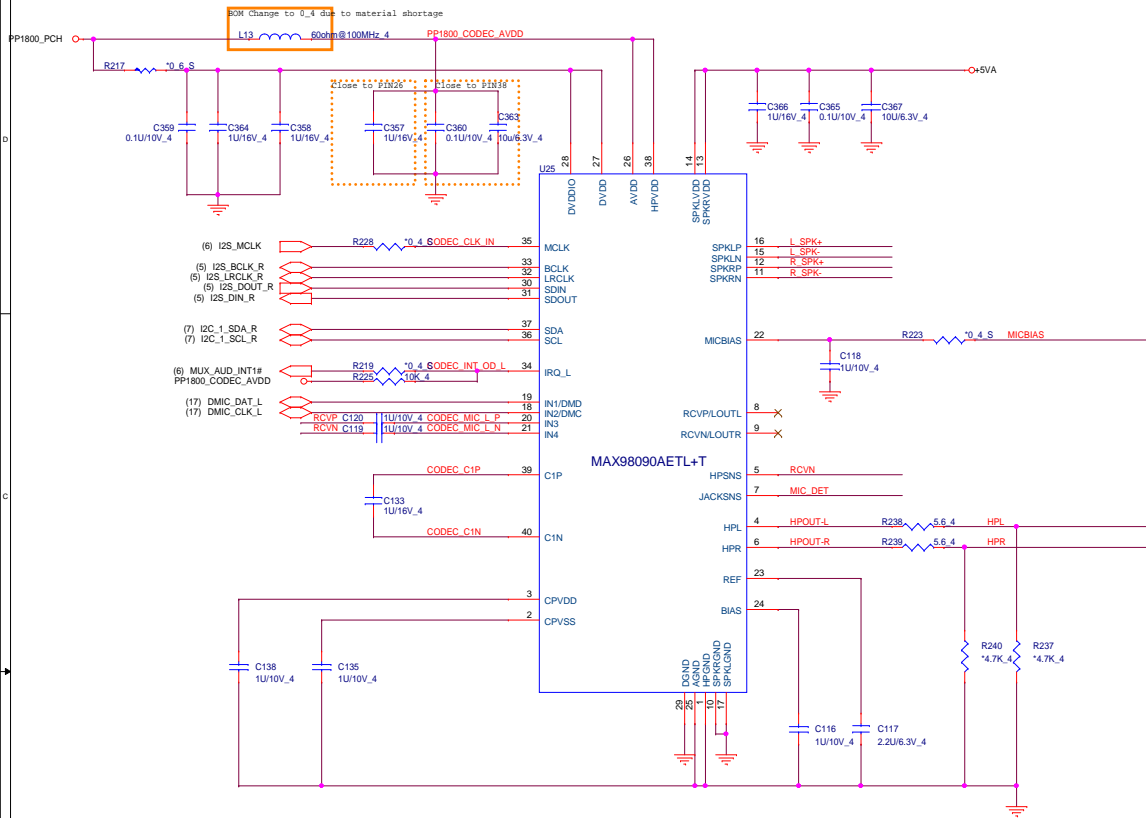 BOM Change to 0_4 due to material shortage
PP1800_PCH
L13
60ohm@100MHz_4
PP1800_CODEC_AVDD
R217
*0_6_S
+5VA
Close to PIN26
Close to PIN38
C359
0.1U/10V_4
C364
1U/16V_4
C358
1U/16V_4
C357
1U/16V_4
C360
0.1U/10V_4
C363
10u/6.3V_4
C366
1U/16V_4
C365
0.1U/10V_4
C367
10U/6.3V_4
D
U25
28
27
26
38
14
13
DVDDIO
DVDD
AVDD
HPVDD
SPKLVDD
SPKRVDD
(6) I2S_MCLK
R228
*0_4_S
CODEC_CLK_IN
35
MCLK
(5) I2S_BCLK_R
33
BCLK
(5) I2S_LRCLK_R
32
LRCLK
(5) I2S_DOUT_R
30
SDIN
(5) I2S_DIN_R
31
SDOUT
(7) I2C_1_SDA_R
37
SDA
(7) I2C_1_SCL_R
36
SCL
(6) MUX_AUD_INT1#
R219
*0_4_S
CODEC_INT_OD_L
34
IRQ_L
PP1800_CODEC_AVDD
R225
10K_4
(17) DMIC_DAT_L
19
IN1/DMD
(17) DMIC_CLK_L
18
IN2/DMC
RCVP
C120
1U/10V_4
CODEC_MIC_L_P
20
IN3
RCVN
C119
1U/10V_4
CODEC_MIC_L_N
21
IN4
CODEC_C1P
39
C1P
C133
1U/16V_4
CODEC_C1N
40
C1N
3
CPVDD
2
CPVSS
C138
1U/10V_4
C135
1U/10V_4
C
MAX98090AETL+T
SPKLP
16
L_SPK+
SPKLN
15
L_SPK-
SPKRP
12
R_SPK+
SPKRN
11
R_SPK-
MICBIAS
22
R223
*0_4_S
MICBIAS
C118
1U/10V_4
RCVP/LOUTL
8
RCVN/LOUTR
9
HPSNS
5
RCVN
JACKSNS
7
MIC_DET
HPL
4
HPOUT-L
R238
5.6_4
HPL
HPR
6
HPOUT-R
R239
5.6_4
HPR
REF
23
BIAS
24
R240
*4.7K_4
R237
*4.7K_4
DGND
AGND
HPGND
SPKRGND
SPKLGND
29
25
1
10
17
C116
1U/10V_4
C117
2.2U/6.3V_4